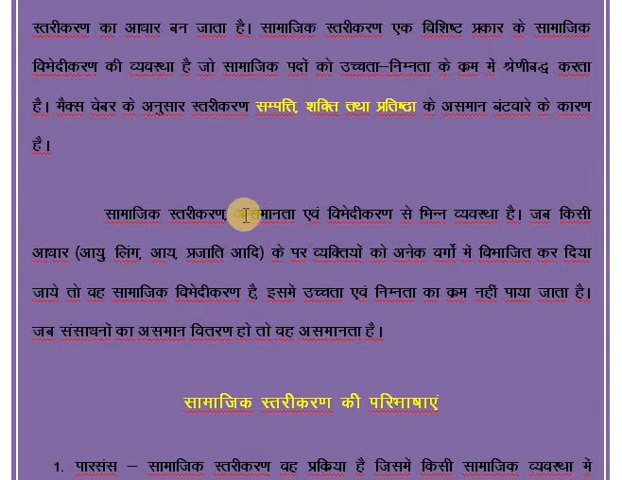 स्तरीकरण का आधार बन जाता है। सामाजिक स्तरीकरण एक विशिष्ट प्रकार के सामाजिक
विभेदीकरण की व्यवस्था है जो सामाजिक पदों को उच्चता–निम्नता के क्रम में श्रेणीबद्ध करता
है। मैक्स वेबर के अनुसार स्तरीकरण सम्पत्ति, शक्ति तथा प्रतिष्ठा के असमान बंटवारे के कारण
है।
सामाजिक स्तरीकरण, असमानता एवं विभेदीकरण से भिन्न व्यवस्था है। जब किसी
आधार (आयु, लिंग, आय, प्रजाति आदि) के पर व्यक्तियों को अनेक वर्गों में विभाजित कर दिया
जाये तो वह सामाजिक विभेदीकरण है, इसमें उच्चता एवं निम्नता का क्रम नहीं पाया जाता है।
जब संसाधनों का असमान वितरण हो तो वह असमानता है।
सामाजिक स्तरीकरण की परिभाषाएं
1. पारसंस – सामाजिक स्तरीकरण वह प्रक्रिया है जिसमें किसी सामाजिक व्यवस्था में